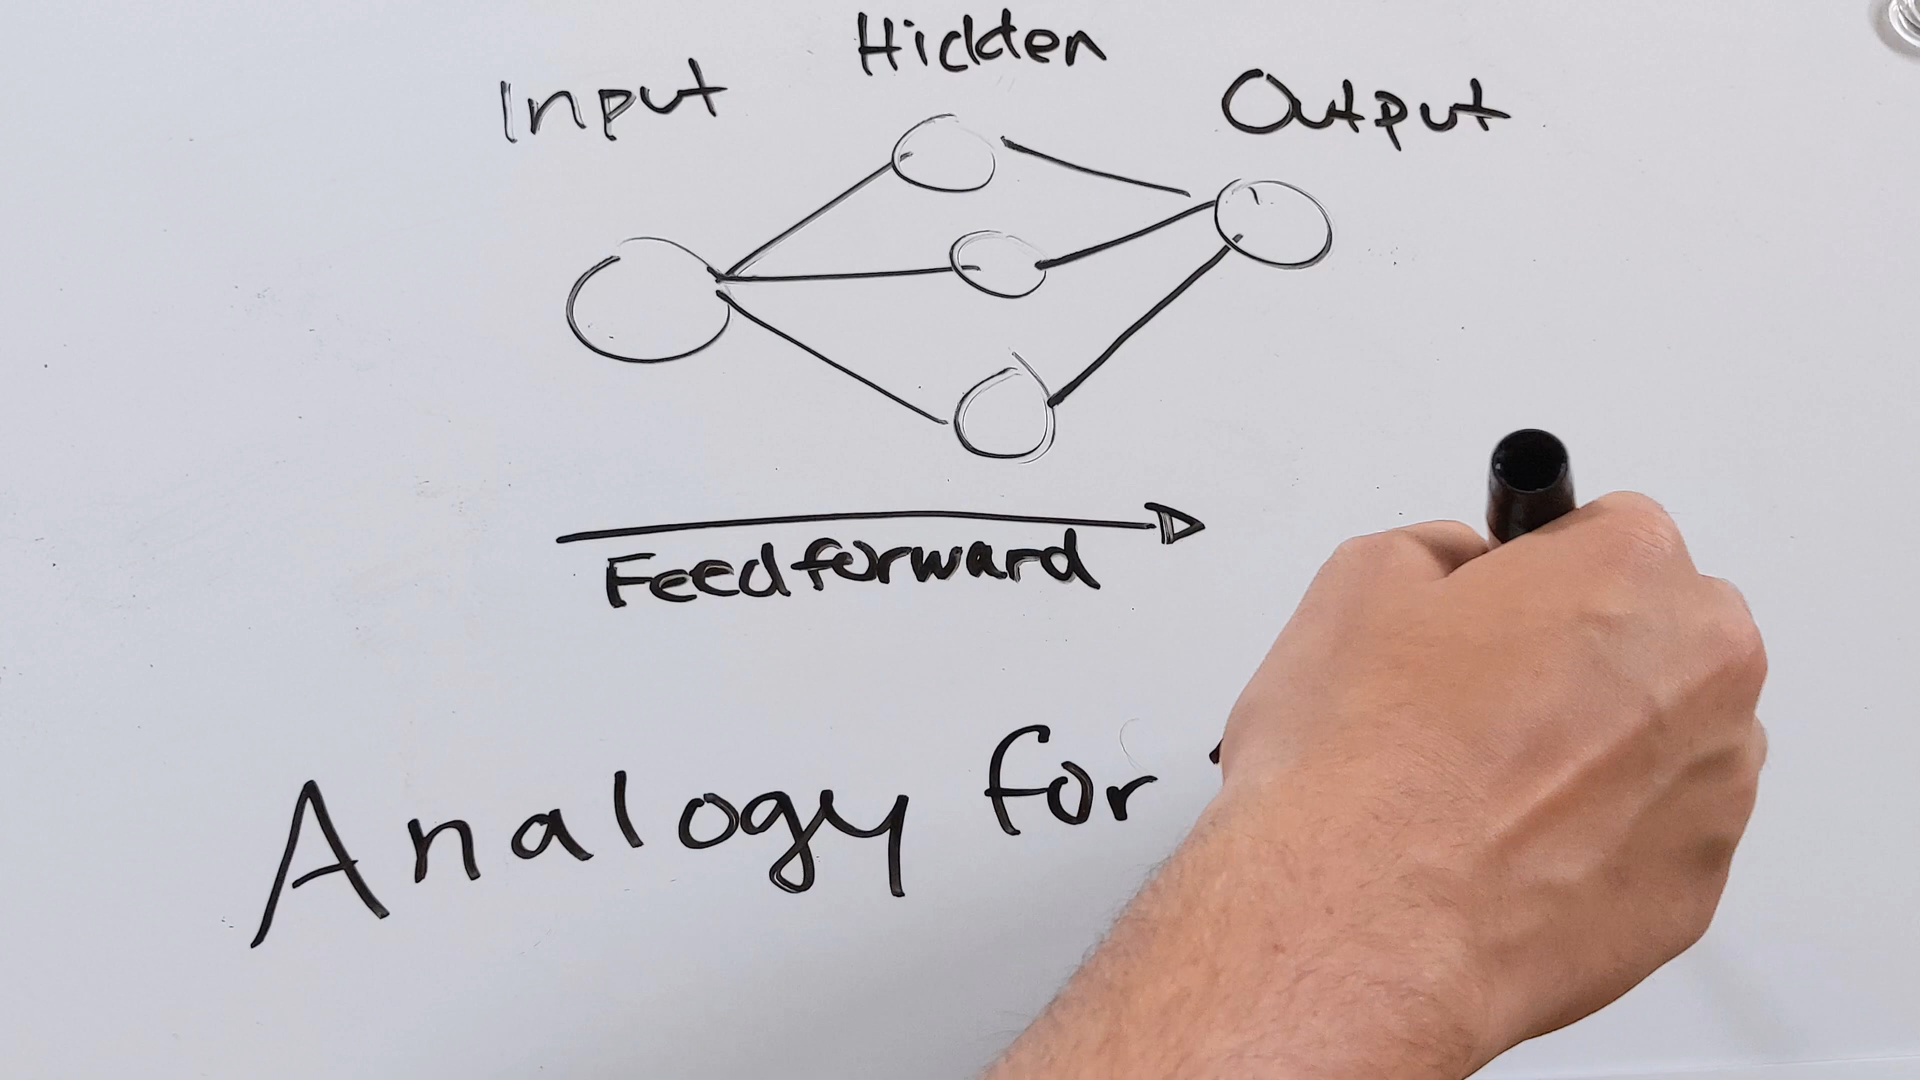 Hidden
Input
Output
Feedforward
Analogy for